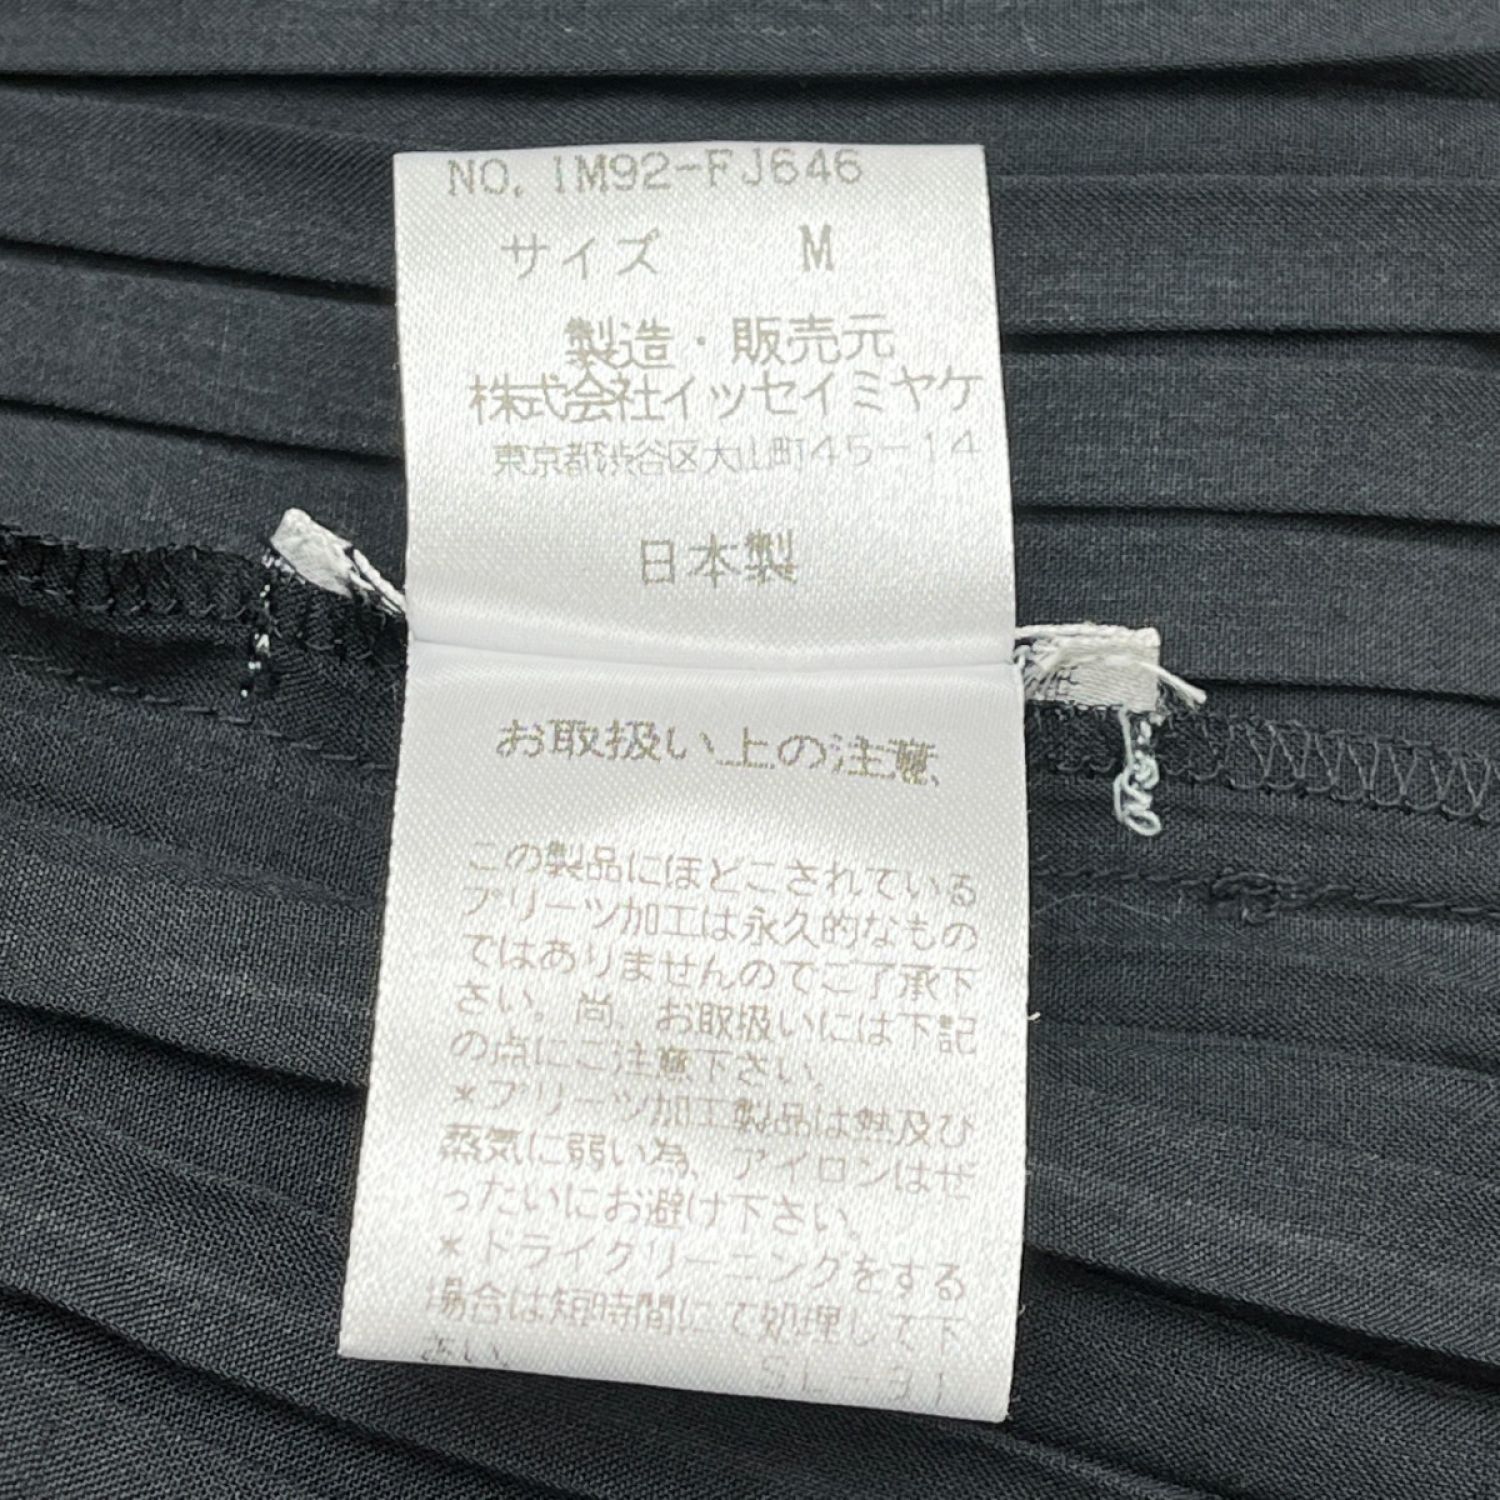 NO. IM92-FJ646
サイズ M
製造・販売元
株式会社イッセイミヤケ
東京都渋谷区大山町45-14
日本製
お取扱い上の注意
この製品にほどこされている
プリーツ加工は永久的なもの
ではありませんのでご了承下
さい。尚、お取扱いには下記
の点にご注意下さい。
*プリーツ加工製品は熱及び
蒸気に弱い為、アイロンはぜ
ったいにお避け下さい。
*ドライクリーニングをする
場合は短時間にて処理して下
さい。 SL-31